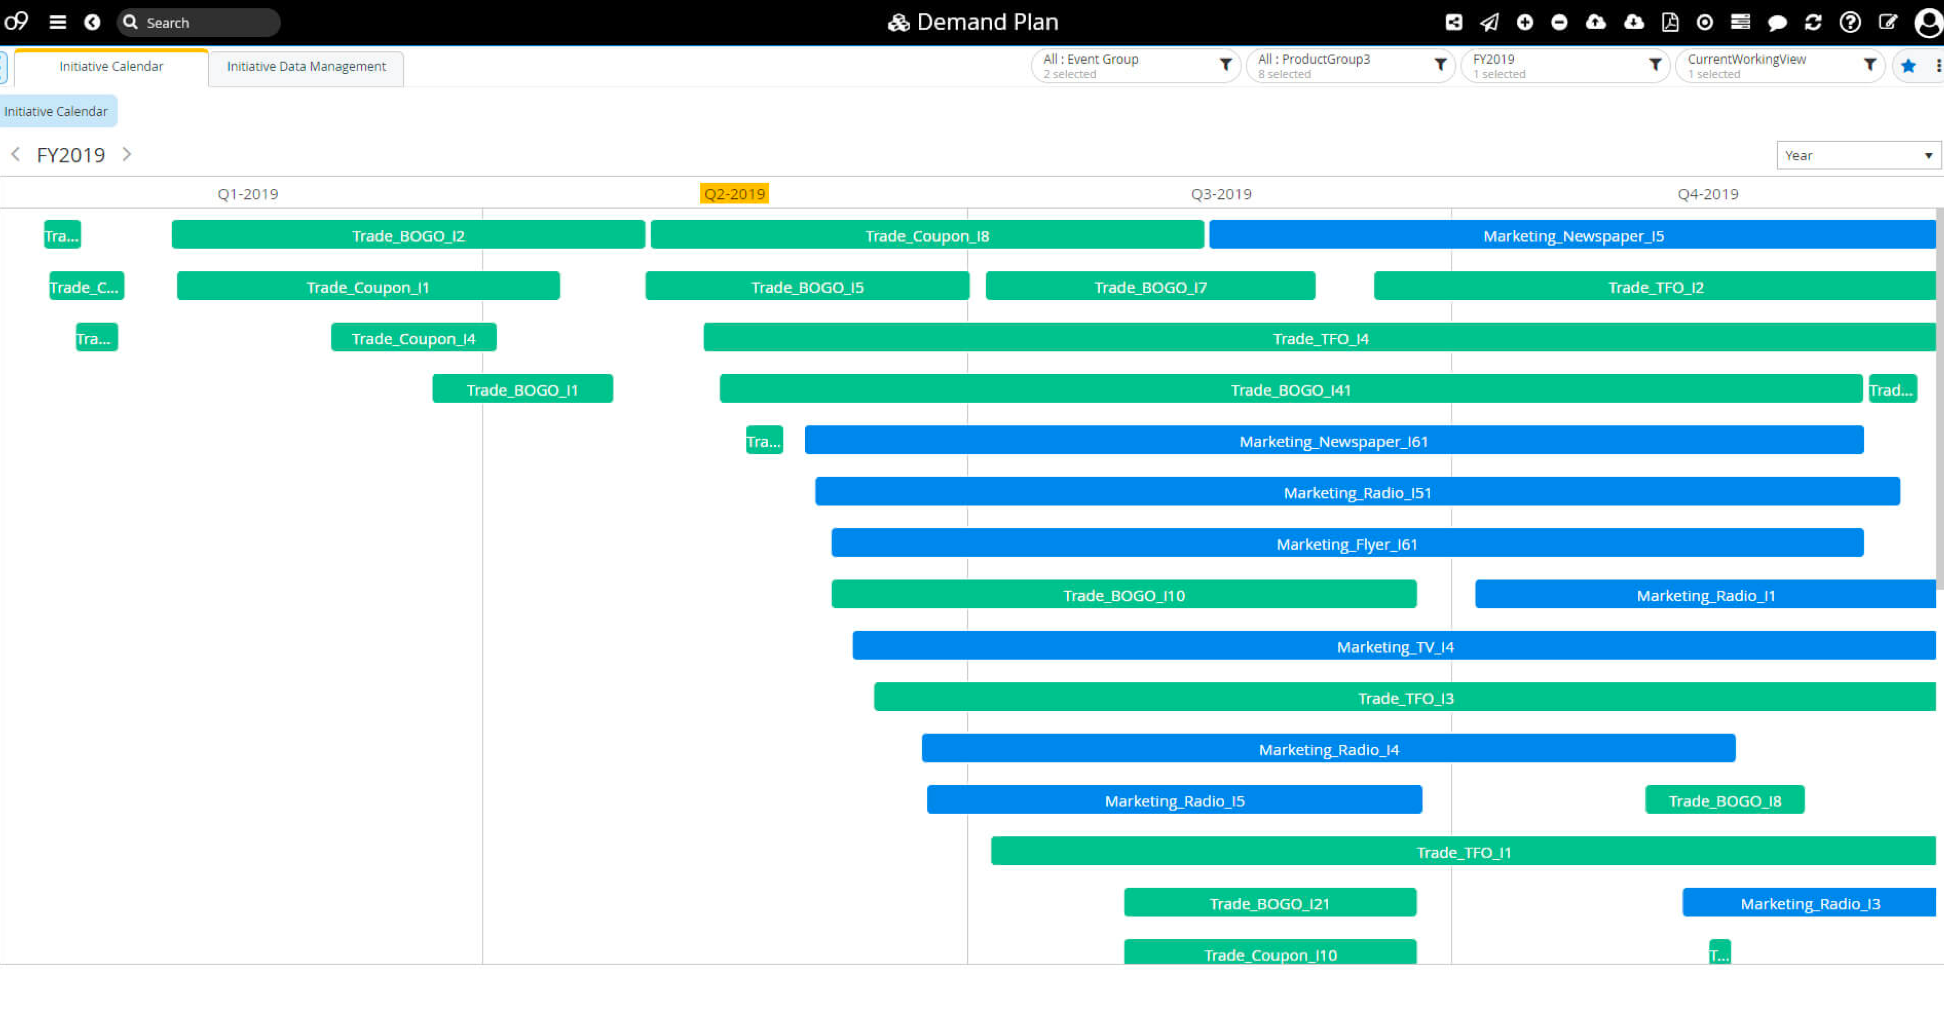 o9
Search
Demand Plan
Initiative Calendar
Initiative Data Management
All : Event Group
2 selected
All : ProductGroup3
8 selected
FY2019
1 selected
CurrentWorkingView
1 selected
Initiative Calendar
FY2019
Year
Q1-2019
Q2-2019
Q3-2019
Q4-2019
Tra...
Trade_BOGO_I2
Trade_Coupon_I8
Marketing_Newspaper_I5
Trade_C...
Trade_Coupon_I1
Trade_BOGO_I5
Trade_BOGO_I7
Trade_TFO_I2
Tra...
Trade_Coupon_I4
Trade_TFO_I4
Trade_BOGO_I1
Trade_BOGO_I41
Trad...
Tra...
Marketing_Newspaper_I61
Marketing_Radio_I51
Marketing_Flyer_I61
Trade_BOGO_I10
Marketing_Radio_I1
Marketing_TV_I4
Trade_TFO_I3
Marketing_Radio_I4
Marketing_Radio_I5
Trade_BOGO_I8
Trade_TFO_I1
Trade_BOGO_I21
Marketing_Radio_I3
Trade_Coupon_I10
T...